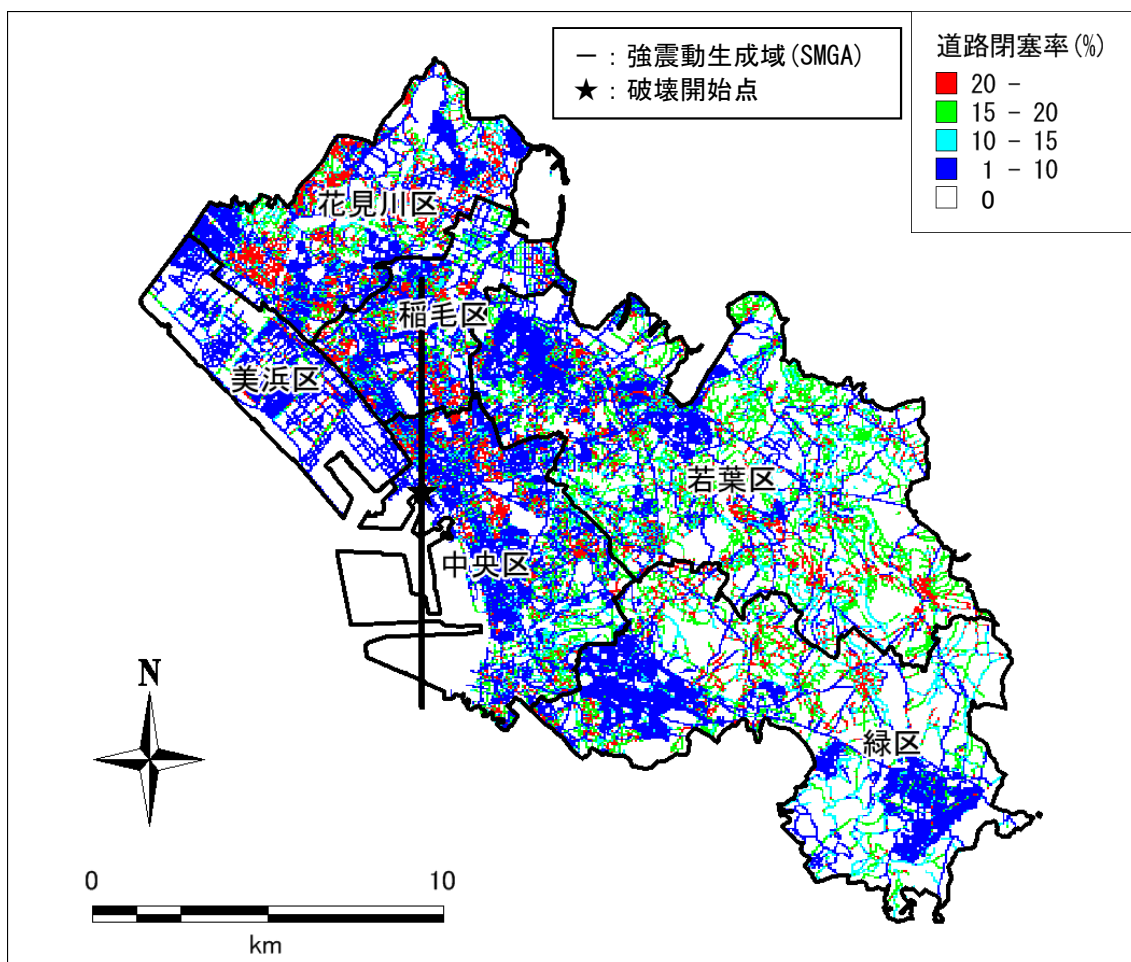 — : 強震動生成域(SMGA)
★ : 破壊開始点
道路閉塞率(%)
20 -
15 - 20
10 - 15
1 - 10
0
花見川区
稲毛区
美浜区
若葉区
中央区
緑区
N
0 10
km